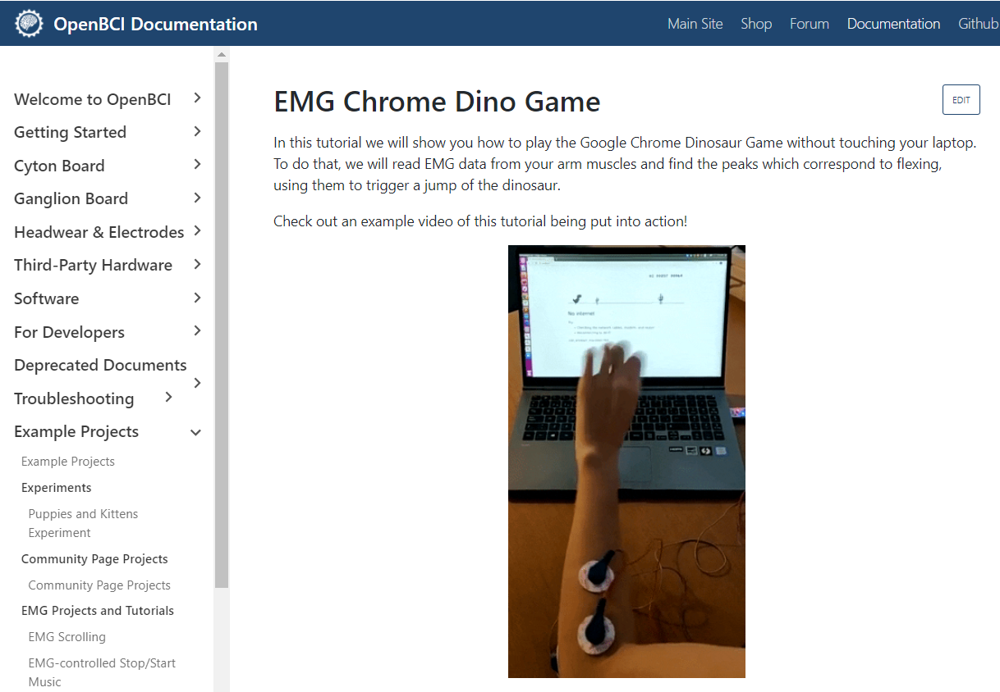 OpenBCI Documentation
Main Site Shop Forum Documentation Github
Welcome to OpenBCI
Getting Started
Cyton Board
Ganglion Board
Headwear & Electrodes
Third-Party Hardware
Software
For Developers
Deprecated Documents
Troubleshooting
Example Projects
Example Projects
Experiments
Puppies and Kittens
Experiment
Community Page Projects
Community Page Projects
EMG Projects and Tutorials
EMG Scrolling
EMG-controlled Stop/Start
Music
EMG Chrome Dino Game
EDIT
In this tutorial we will show you how to play the Google Chrome Dinosaur Game without touching your laptop.
To do that, we will read EMG data from your arm muscles and find the peaks which correspond to flexing,
using them to trigger a jump of the dinosaur.
Check out an example video of this tutorial being put into action!
No internet